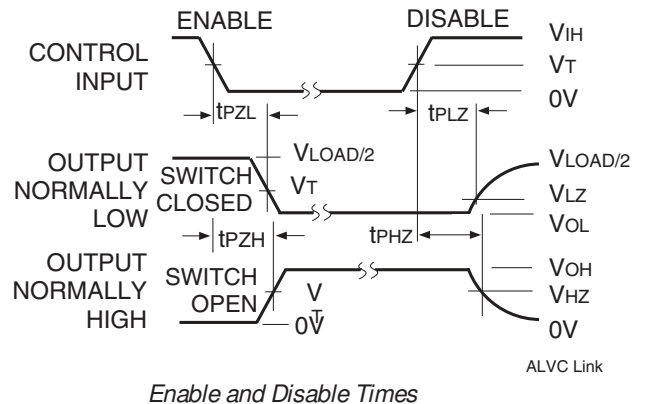 ENABLE DISABLE
CONTROL INPUT
VIH
VT
0V
tPZL
tPLZ
OUTPUT NORMALLY LOW
SWITCH CLOSED
VLOAD/2
VT
VLOAD/2
VLZ
VOL
tPZH
tPHZ
OUTPUT NORMALLY HIGH
SWITCH OPEN
VT
0V
VOH
VHZ
0V
ALVC Link
Enable and Disable Times